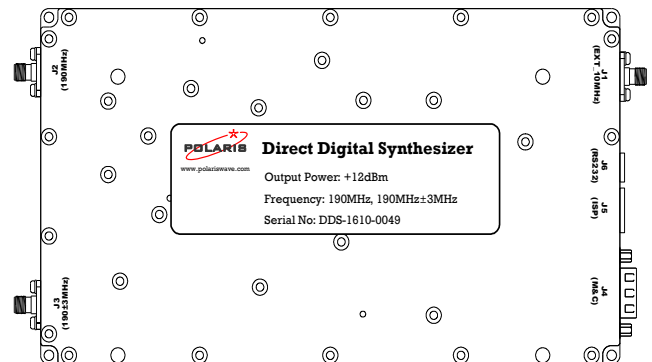 J2
(190MHz)
J1
(EXT_10MHz)
POLARIS
www.polariswave.com
Direct Digital Synthesizer
Output Power: +12dBm
Frequency: 190MHz, 190MHz±3MHz
Serial No: DDS-1610-0049
J6
(RS232)
J5
(ISP)
J3
(190±3MHz)
J4
(M&C)